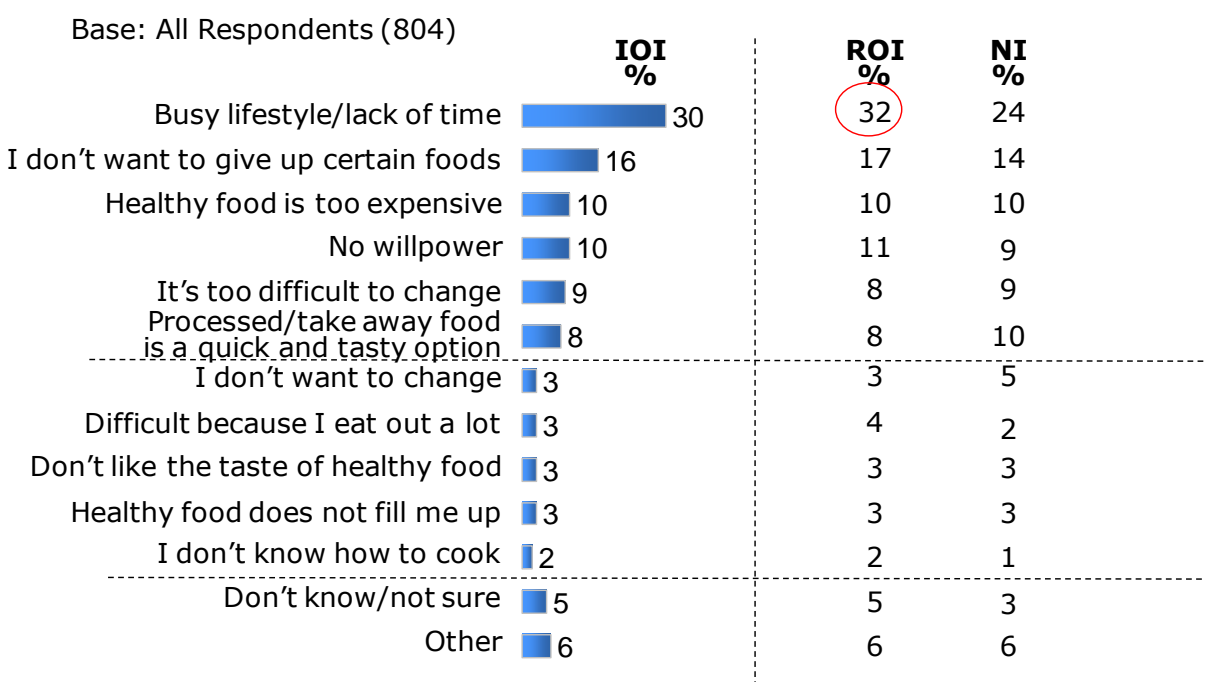 Base: All Respondents (804)
IOI ROI NI
% % %
Busy lifestyle/lack of time 30 32 24
I don't want to give up certain foods 16 17 14
Healthy food is too expensive 10 10 10
No willpower 10 11 9
It's too difficult to change 9 8 9
Processed/take away food
is a quick and tasty option 8 8 10
I don't want to change 3 3 5
Difficult because I eat out a lot 3 4 2
Don't like the taste of healthy food 3 3 3
Healthy food does not fill me up 3 3 3
I don't know how to cook 2 2 1
Don't know/not sure 5 5 3
Other 6 6 6